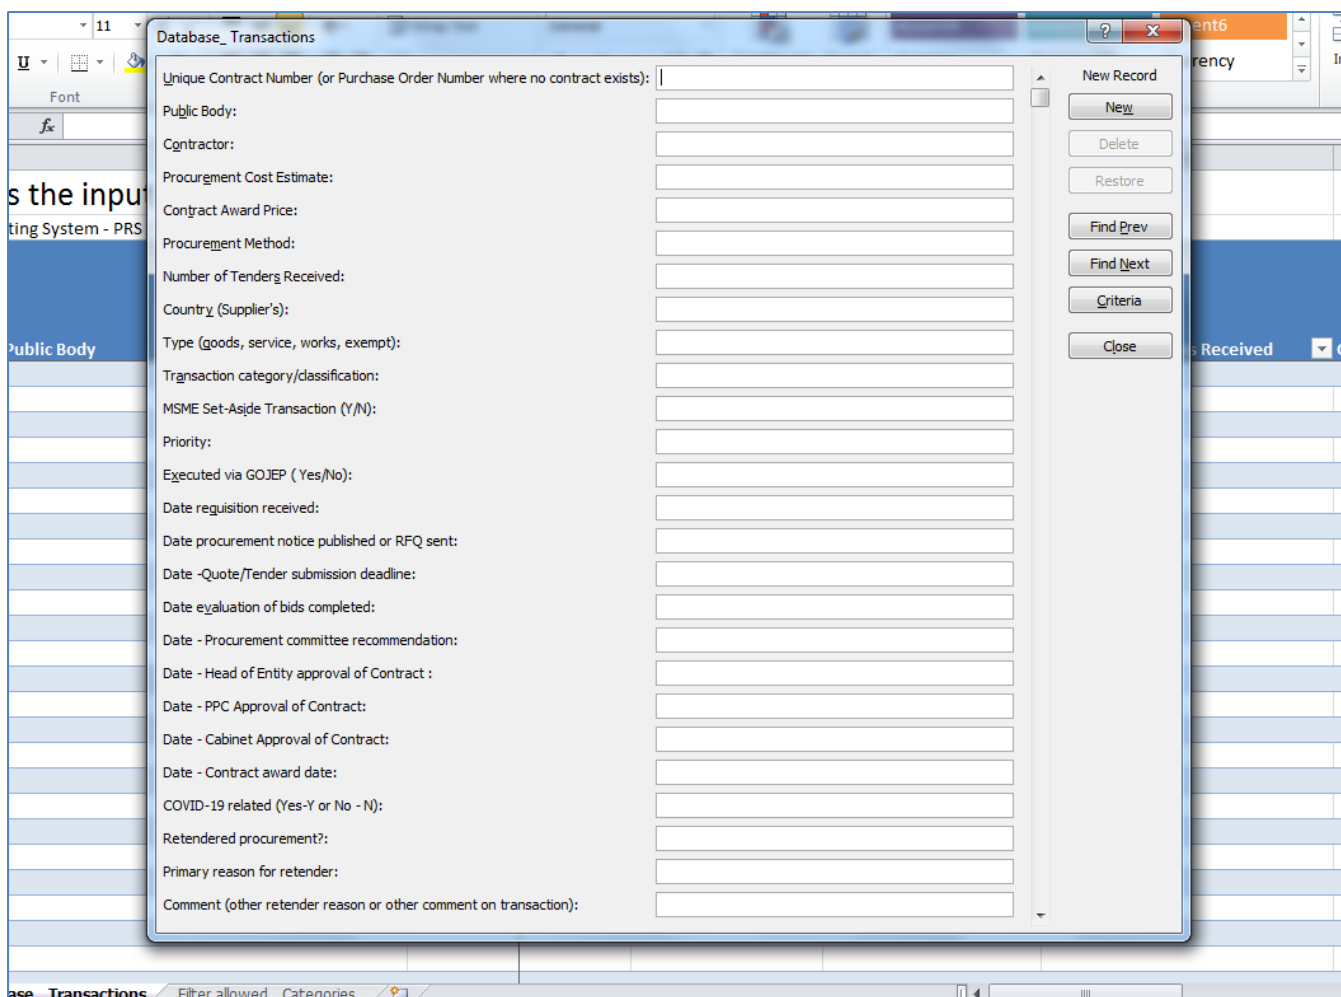 11
ent6
Database_ Transactions
?
x
U
rency
In
Unique Contract Number (or Purchase Order Number where no contract exists):
New Record
Font
Public Body:
New
fx
Contractor:
Delete
Procurement Cost Estimate:
Restore
s the input
Contract Award Price:
ting System - PRS
Find Prev
Procurement Method:
Number of Tenders Received:
Find Next
Country (Supplier's):
Criteria
Type (goods, service, works, exempt):
Close
Public Body
s Received
Transaction category/classification:
MSME Set-Aside Transaction (Y/N):
Priority:
Executed via GOJEP ( Yes/No):
Date requisition received:
Date procurement notice published or RFQ sent:
Date -Quote/Tender submission deadline:
Date evaluation of bids completed:
Date - Procurement committee recommendation:
Date - Head of Entity approval of Contract :
Date - PPC Approval of Contract:
Date - Cabinet Approval of Contract:
Date - Contract award date:
COVID-19 related (Yes-Y or No - N):
Retendered procurement?:
Primary reason for retender:
Comment (other retender reason or other comment on transaction):
ase_ Transactions
Filter allowed_ Categories